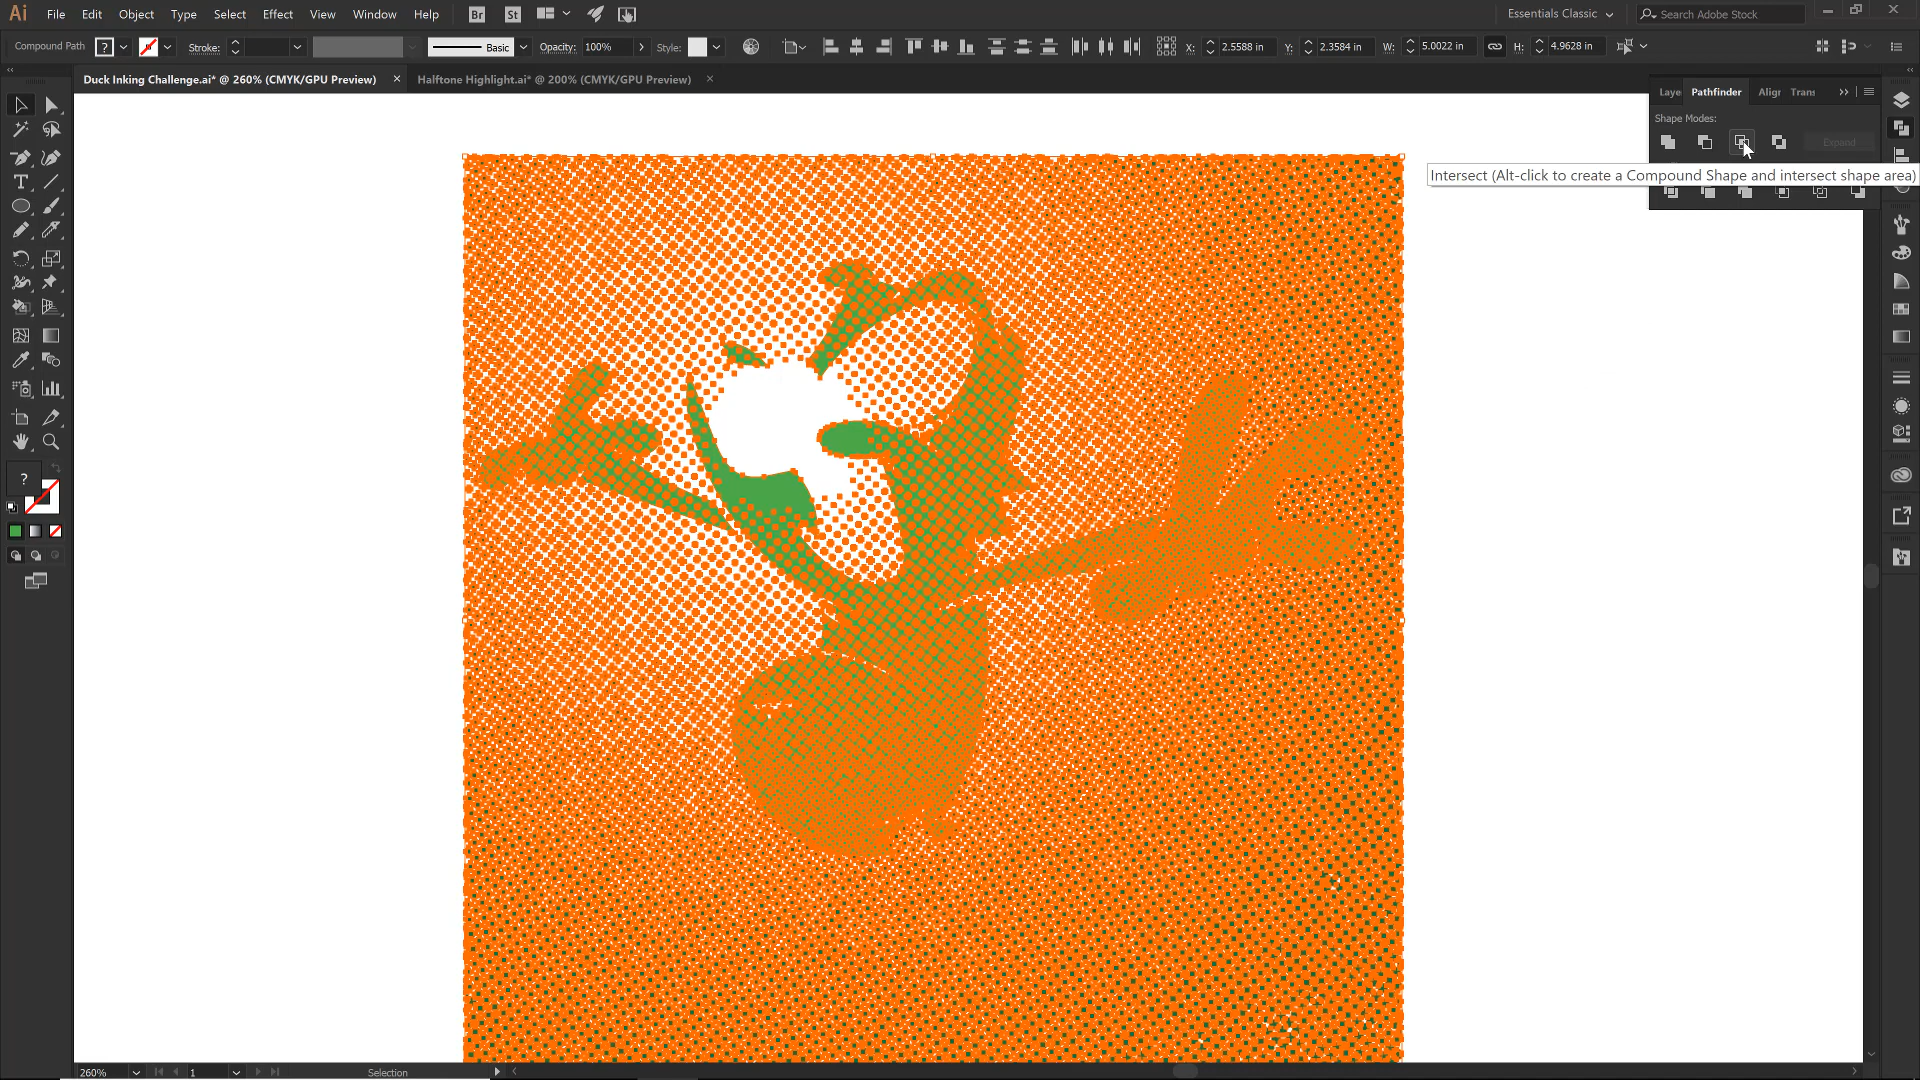 Ai File Edit Object Type Select Effect View Window Help Br St Essentials Classic Search Adobe Stock
Compound Path ? Stroke: Basic Opacity: 100% Style: X: 2.5588 in Y: 2.3584 in W: 5.0022 in H: 4.9628 in
Duck Inking Challenge.ai* @ 260% (CMYK/GPU Preview) × Halftone Highlight.ai* @ 200% (CMYK/GPU Preview) ×
Laye Pathfinder Align Trans
Shape Modes:
Expand
Intersect (Alt-click to create a Compound Shape and intersect shape area)
?
260% 1 Selection